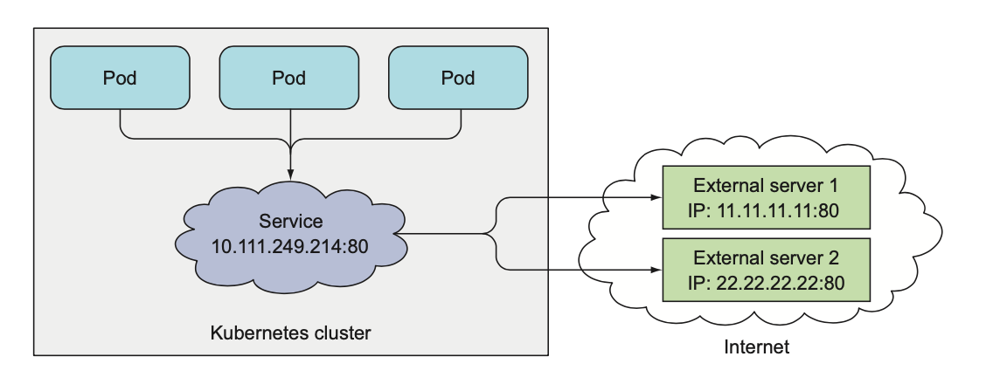 Pod
Pod
Pod
Service
10.111.249.214:80
External server 1
IP: 11.11.11.11:80
External server 2
IP: 22.22.22.22:80
Kubernetes cluster
Internet